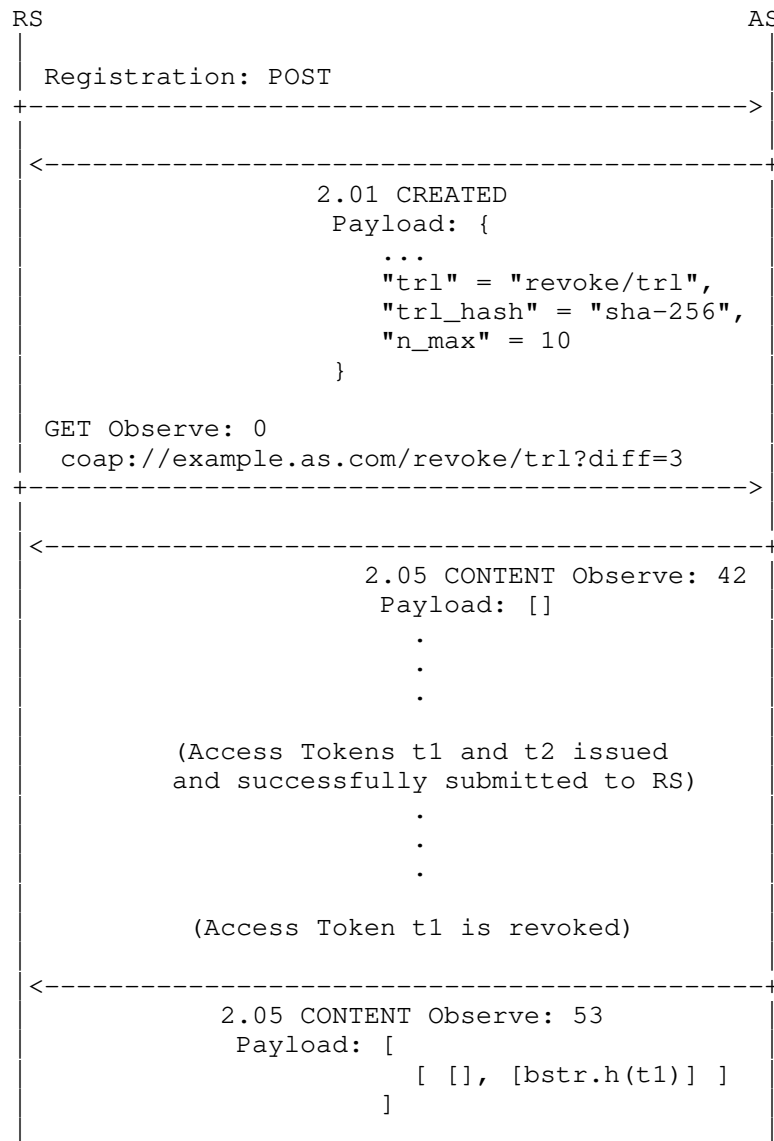 RS AS
Registration: POST
2.01 CREATED
Payload: {
...
"trl" = "revoke/trl",
"trl_hash" = "sha-256",
"n_max" = 10
}
GET Observe: 0
coap://example.as.com/revoke/trl?diff=3
2.05 CONTENT Observe: 42
Payload: []
.
.
.
(Access Tokens t1 and t2 issued
and successfully submitted to RS)
.
.
.
(Access Token t1 is revoked)
2.05 CONTENT Observe: 53
Payload: [
[ [], [bstr.h(t1)] ]
]